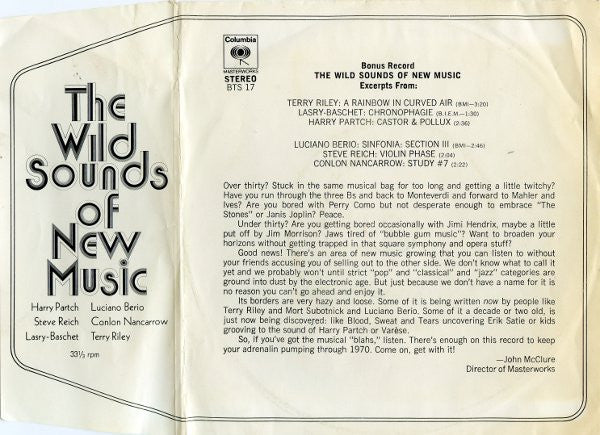 The
Wild
Sounds
of
New
Music
Harry Partch Luciano Berio
Steve Reich Conlon Nancarrow
Lasry-Baschet Terry Riley
33⅓ rpm
Columbia
MASTERWORKS
STEREO
BTS 17
Bonus Record
THE WILD SOUNDS OF NEW MUSIC
Excerpts From:
TERRY RILEY: A RAINBOW IN CURVED AIR (BMI—3:20)
LASRY-BASCHET: CHRONOPHAGIE (B.I.E.M.—1:30)
HARRY PARTCH: CASTOR & POLLUX (2:36)
LUCIANO BERIO: SINFONIA: SECTION III (BMI—2:46)
STEVE REICH: VIOLIN PHASE (2:04)
CONLON NANCARROW: STUDY #7 (2:22)
Over thirty? Stuck in the same musical bag for too long and getting a little twitchy?
Have you run through the three Bs and back to Monteverdi and forward to Mahler and
Ives? Are you bored with Perry Como but not desperate enough to embrace "The
Stones" or Janis Joplin? Peace.
Under thirty? Are you getting bored occasionally with Jimi Hendrix, maybe a little
put off by Jim Morrison? Jaws tired of "bubble gum music"? Want to broaden your
horizons without getting trapped in that square symphony and opera stuff?
Good news! There's an area of new music growing that you can listen to without
your friends accusing you of selling out to the other side. We don't know what to call it
yet and we probably won't until strict "pop" and "classical" and "jazz" categories are
ground into dust by the electronic age. But just because we don't have a name for it is
no reason you can't go ahead and enjoy it.
Its borders are very hazy and loose. Some of it is being written now by people like
Terry Riley and Mort Subotnick and Luciano Berio. Some of it a decade or two old, is
just now being discovered: like Blood, Sweat and Tears uncovering Erik Satie or kids
grooving to the sound of Harry Partch or Varèse.
So, if you've got the musical "blahs," listen. There's enough on this record to keep
your adrenalin pumping through 1970. Come on, get with it!
—John McClure
Director of Masterworks